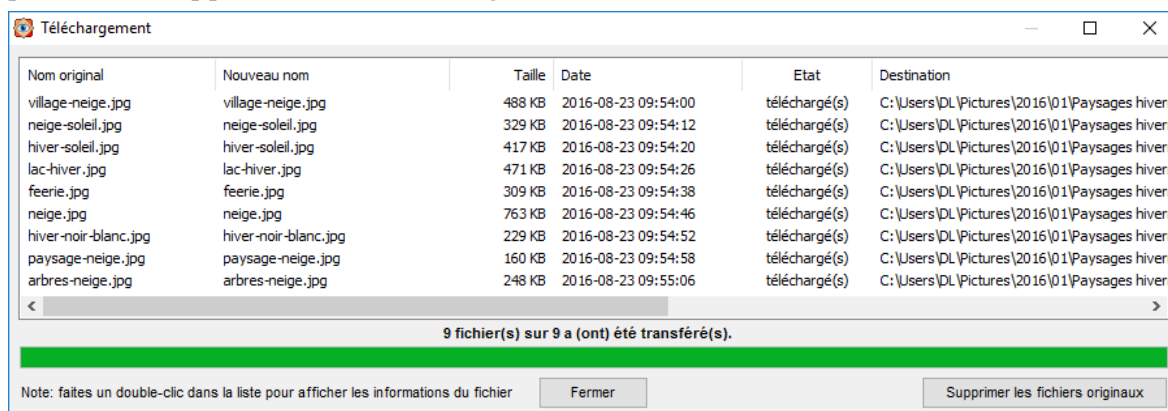 Téléchargement
Nom original Nouveau nom Taille Date Etat Destination
village-neige.jpg village-neige.jpg 488 KB 2016-08-23 09:54:00 téléchargé(s) C:\Users\DL\Pictures\2016\01\Paysages hiver
neige-soleil.jpg neige-soleil.jpg 329 KB 2016-08-23 09:54:12 téléchargé(s) C:\Users\DL\Pictures\2016\01\Paysages hiver
hiver-soleil.jpg hiver-soleil.jpg 417 KB 2016-08-23 09:54:20 téléchargé(s) C:\Users\DL\Pictures\2016\01\Paysages hiver
lac-hiver.jpg lac-hiver.jpg 471 KB 2016-08-23 09:54:26 téléchargé(s) C:\Users\DL\Pictures\2016\01\Paysages hiver
feerie.jpg feerie.jpg 309 KB 2016-08-23 09:54:38 téléchargé(s) C:\Users\DL\Pictures\2016\01\Paysages hiver
neige.jpg neige.jpg 763 KB 2016-08-23 09:54:46 téléchargé(s) C:\Users\DL\Pictures\2016\01\Paysages hiver
hiver-noir-blanc.jpg hiver-noir-blanc.jpg 229 KB 2016-08-23 09:54:52 téléchargé(s) C:\Users\DL\Pictures\2016\01\Paysages hiver
paysage-neige.jpg paysage-neige.jpg 160 KB 2016-08-23 09:54:58 téléchargé(s) C:\Users\DL\Pictures\2016\01\Paysages hiver
arbres-neige.jpg arbres-neige.jpg 248 KB 2016-08-23 09:55:06 téléchargé(s) C:\Users\DL\Pictures\2016\01\Paysages hiver
9 fichier(s) sur 9 a (ont) été transféré(s).
Note: faites un double-clic dans la liste pour afficher les informations du fichier Fermer Supprimer les fichiers originaux